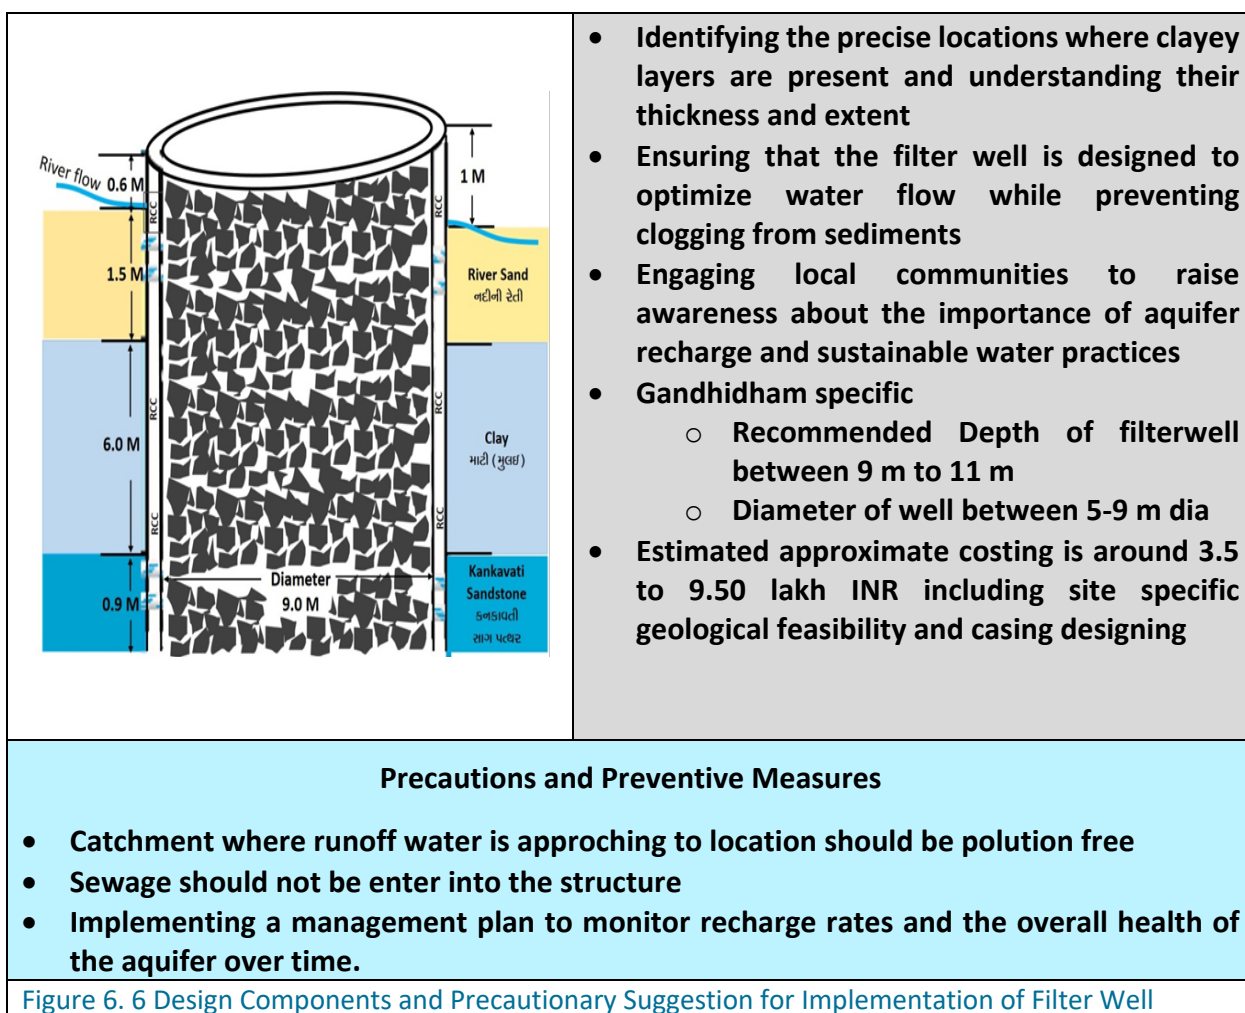 River flow
0.6 M
1 M
RCC
RCC
1.5 M
River Sand
નદીની રેતી
RCC
RCC
6.0 M
Clay
માટી (મુલઇ)
RCC
RCC
Diameter
9.0 M
0.9 M
Kankavati
Sandstone
કનકાવતી
સાગ પત્થર
• Identifying the precise locations where clayey
layers are present and understanding their
thickness and extent
• Ensuring that the filter well is designed to
optimize water flow while preventing
clogging from sediments
• Engaging local communities to raise
awareness about the importance of aquifer
recharge and sustainable water practices
• Gandhidham specific
o Recommended Depth of filterwell
between 9 m to 11 m
o Diameter of well between 5-9 m dia
• Estimated approximate costing is around 3.5
to 9.50 lakh INR including site specific
geological feasibility and casing designing
Precautions and Preventive Measures
• Catchment where runoff water is approching to location should be polution free
• Sewage should not be enter into the structure
• Implementing a management plan to monitor recharge rates and the overall health of
the aquifer over time.
Figure 6. 6 Design Components and Precautionary Suggestion for Implementation of Filter Well